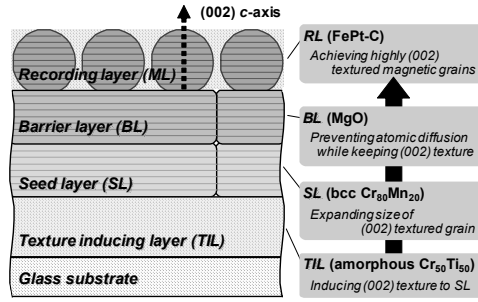 (002) c-axis
Recording layer (ML)
Barrier layer (BL)
Seed layer (SL)
Texture inducing layer (TIL)
Glass substrate
RL (FePt-C)
Achieving highly (002)
textured magnetic grains
BL (MgO)
Preventing atomic diffusion
while keeping (002) texture
SL (bcc Cr80Mn20)
Expanding size of
(002) textured grain
TIL (amorphous Cr50Ti50)
Inducing (002) texture to SL